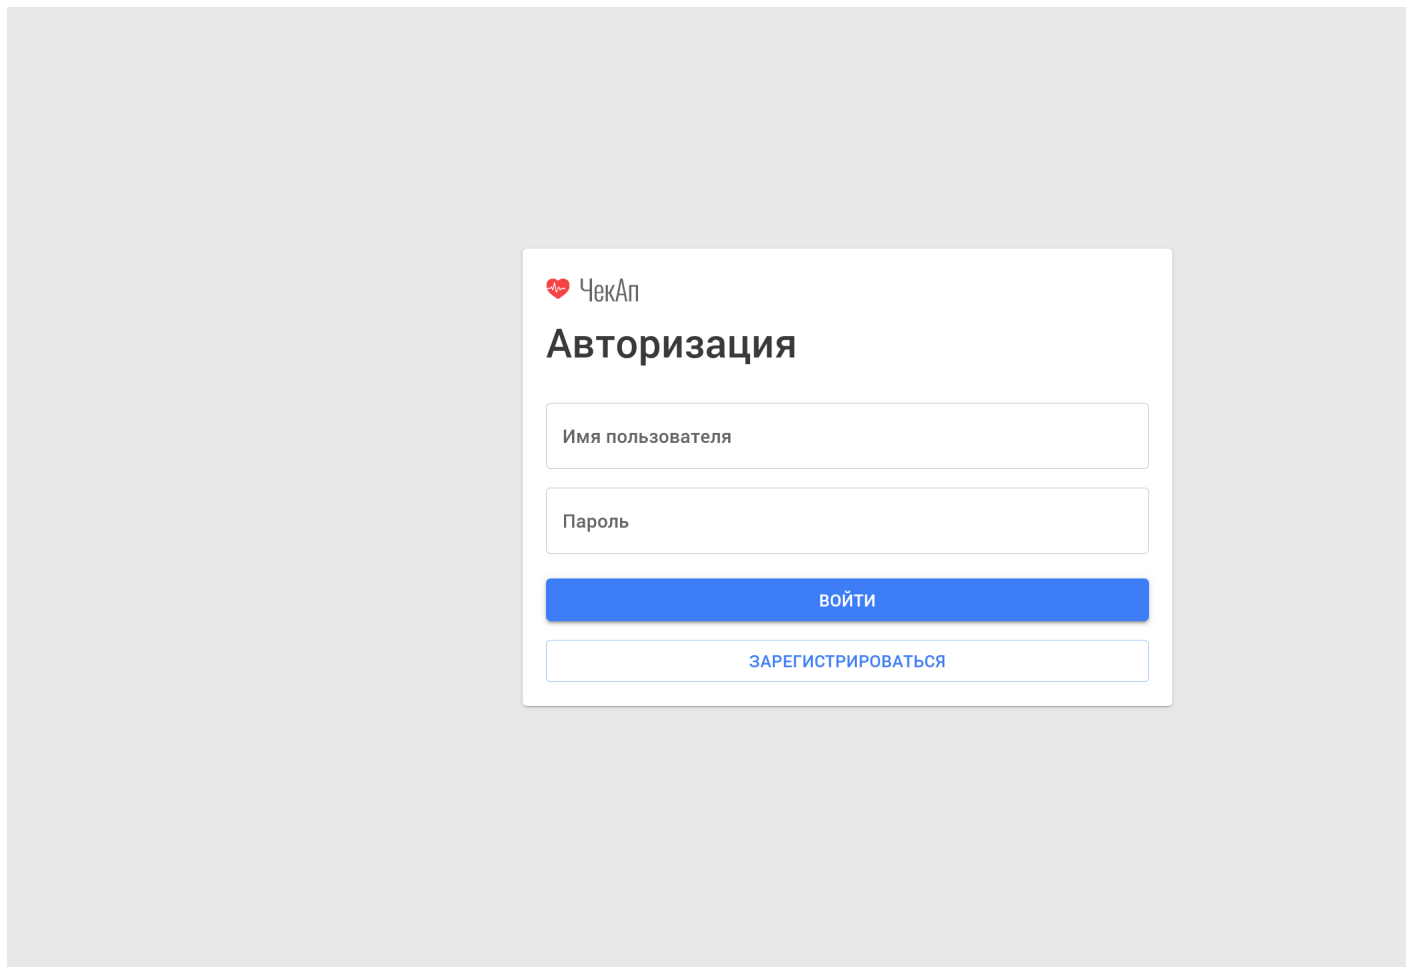 ЧекАп
Авторизация
Имя пользователя
Пароль
ВОЙТИ
ЗАРЕГИСТРИРОВАТЬСЯ